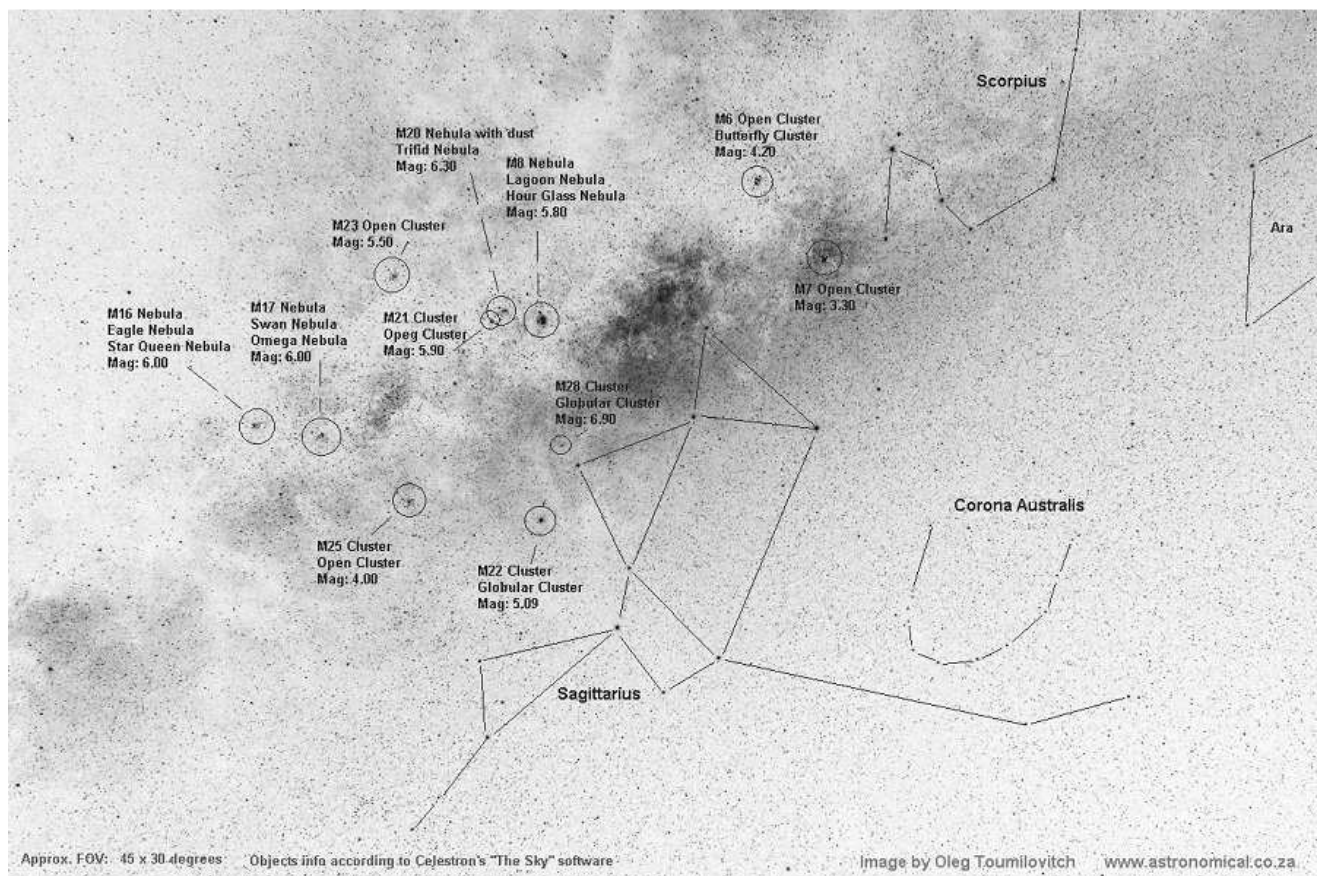 Scorpius
M6 Open Cluster
Butterfly Cluster
Mag: 4.20
M20 Nebula with dust
Trifid Nebula
Mag: 6.30
M8 Nebula
Lagoon Nebula
Hour Glass Nebula
Mag: 5.80
M23 Open Cluster
Mag: 5.50
Ara
M7 Open Cluster
Mag: 3.30
M16 Nebula
Eagle Nebula
Star Queen Nebula
Mag: 6.00
M17 Nebula
Swan Nebula
Omega Nebula
Mag: 6.00
M21 Cluster
Opeg Cluster
Mag: 5.90
M28 Cluster
Globular Cluster
Mag: 6.90
Corona Australis
M25 Cluster
Open Cluster
Mag: 4.00
M22 Cluster
Globular Cluster
Mag: 5.09
Sagittarius
Approx. FOV: 45 x 30 degrees Objects info according to Celestron's "The Sky" software Image by Oleg Toumilovitch www.astronomical.co.za